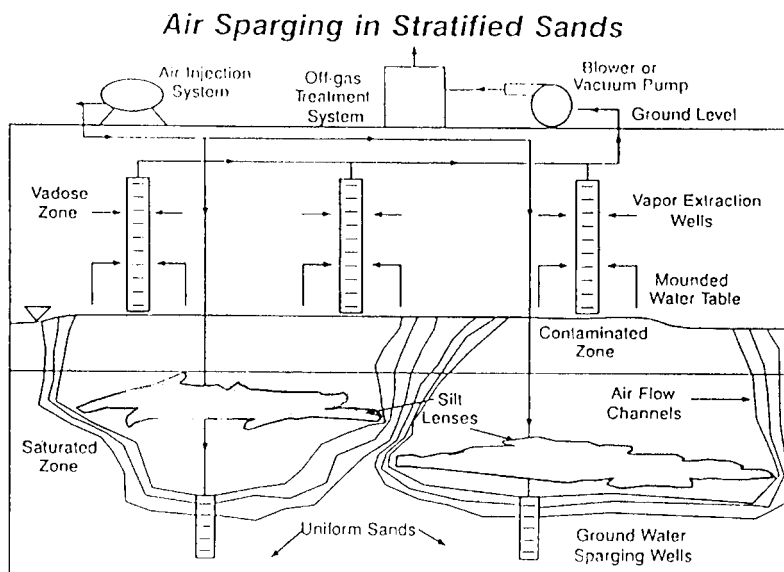 Air Sparging in Stratified Sands
Air Injection
System
Off-gas
Treatment
System
Blower or
Vacuum Pump
Ground Level
Vadose
Zone
Vapor Extraction
Wells
Mounded
Water Table
Contaminated
Zone
Silt
Lenses
Air Flow
Channels
Saturated
Zone
Uniform Sands
Ground Water
Sparging Wells